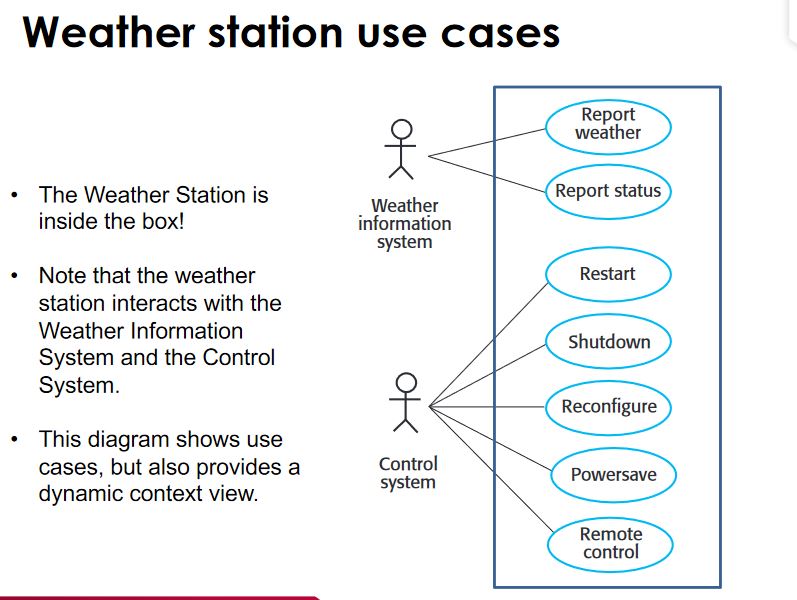 Weather station use cases
• The Weather Station is
inside the box!
• Note that the weather
station interacts with the
Weather Information
System and the Control
System.
• This diagram shows use
cases, but also provides a
dynamic context view.
Weather
information
system
Report
weather
Report status
Control
system
Restart
Shutdown
Reconfigure
Powersave
Remote
control